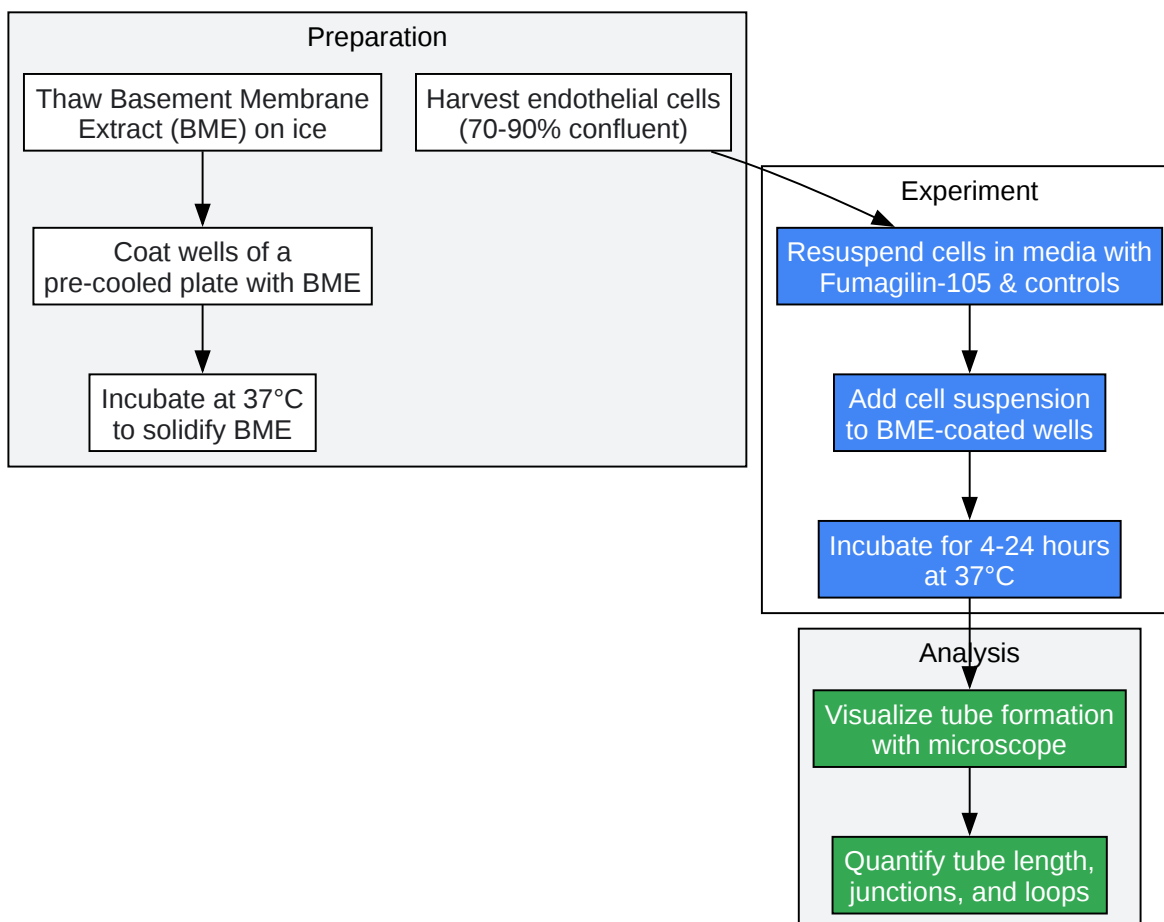 Preparation
Thaw Basement Membrane
Extract (BME) on ice
Harvest endothelial cells
(70-90% confluent)
Coat wells of a
pre-cooled plate with BME
Incubate at 37°C
to solidify BME
Experiment
Resuspend cells in media with
Fumagilin-105 & controls
Add cell suspension
to BME-coated wells
Incubate for 4-24 hours
at 37°C
Analysis
Visualize tube formation
with microscope
Quantify tube length,
junctions, and loops